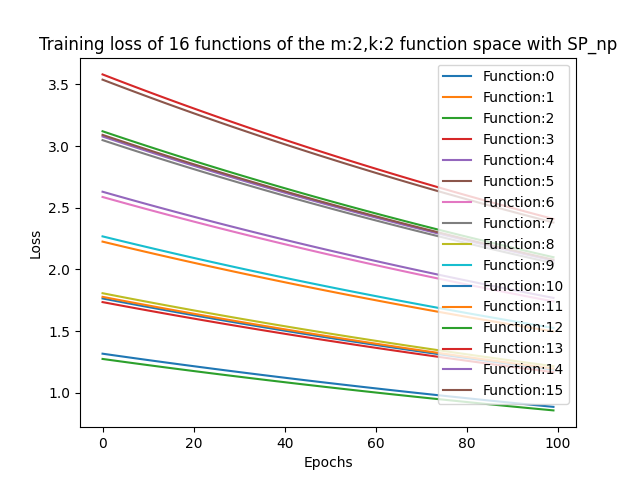 Training loss of 16 functions of the m:2,k:2 function space with SP_np
3.5
3.0
2.5
2.0
1.5
1.0
Loss
0
20
40
60
80
100
Epochs
Function:0
Function:1
Function:2
Function:3
Function:4
Function:5
Function:6
Function:7
Function:8
Function:9
Function:10
Function:11
Function:12
Function:13
Function:14
Function:15